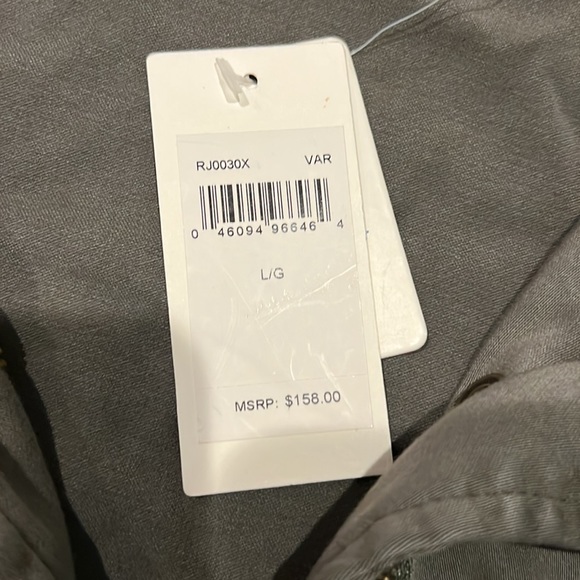 RJ0030X VAR
0 46094 96646 4
L/G
MSRP: $158.00